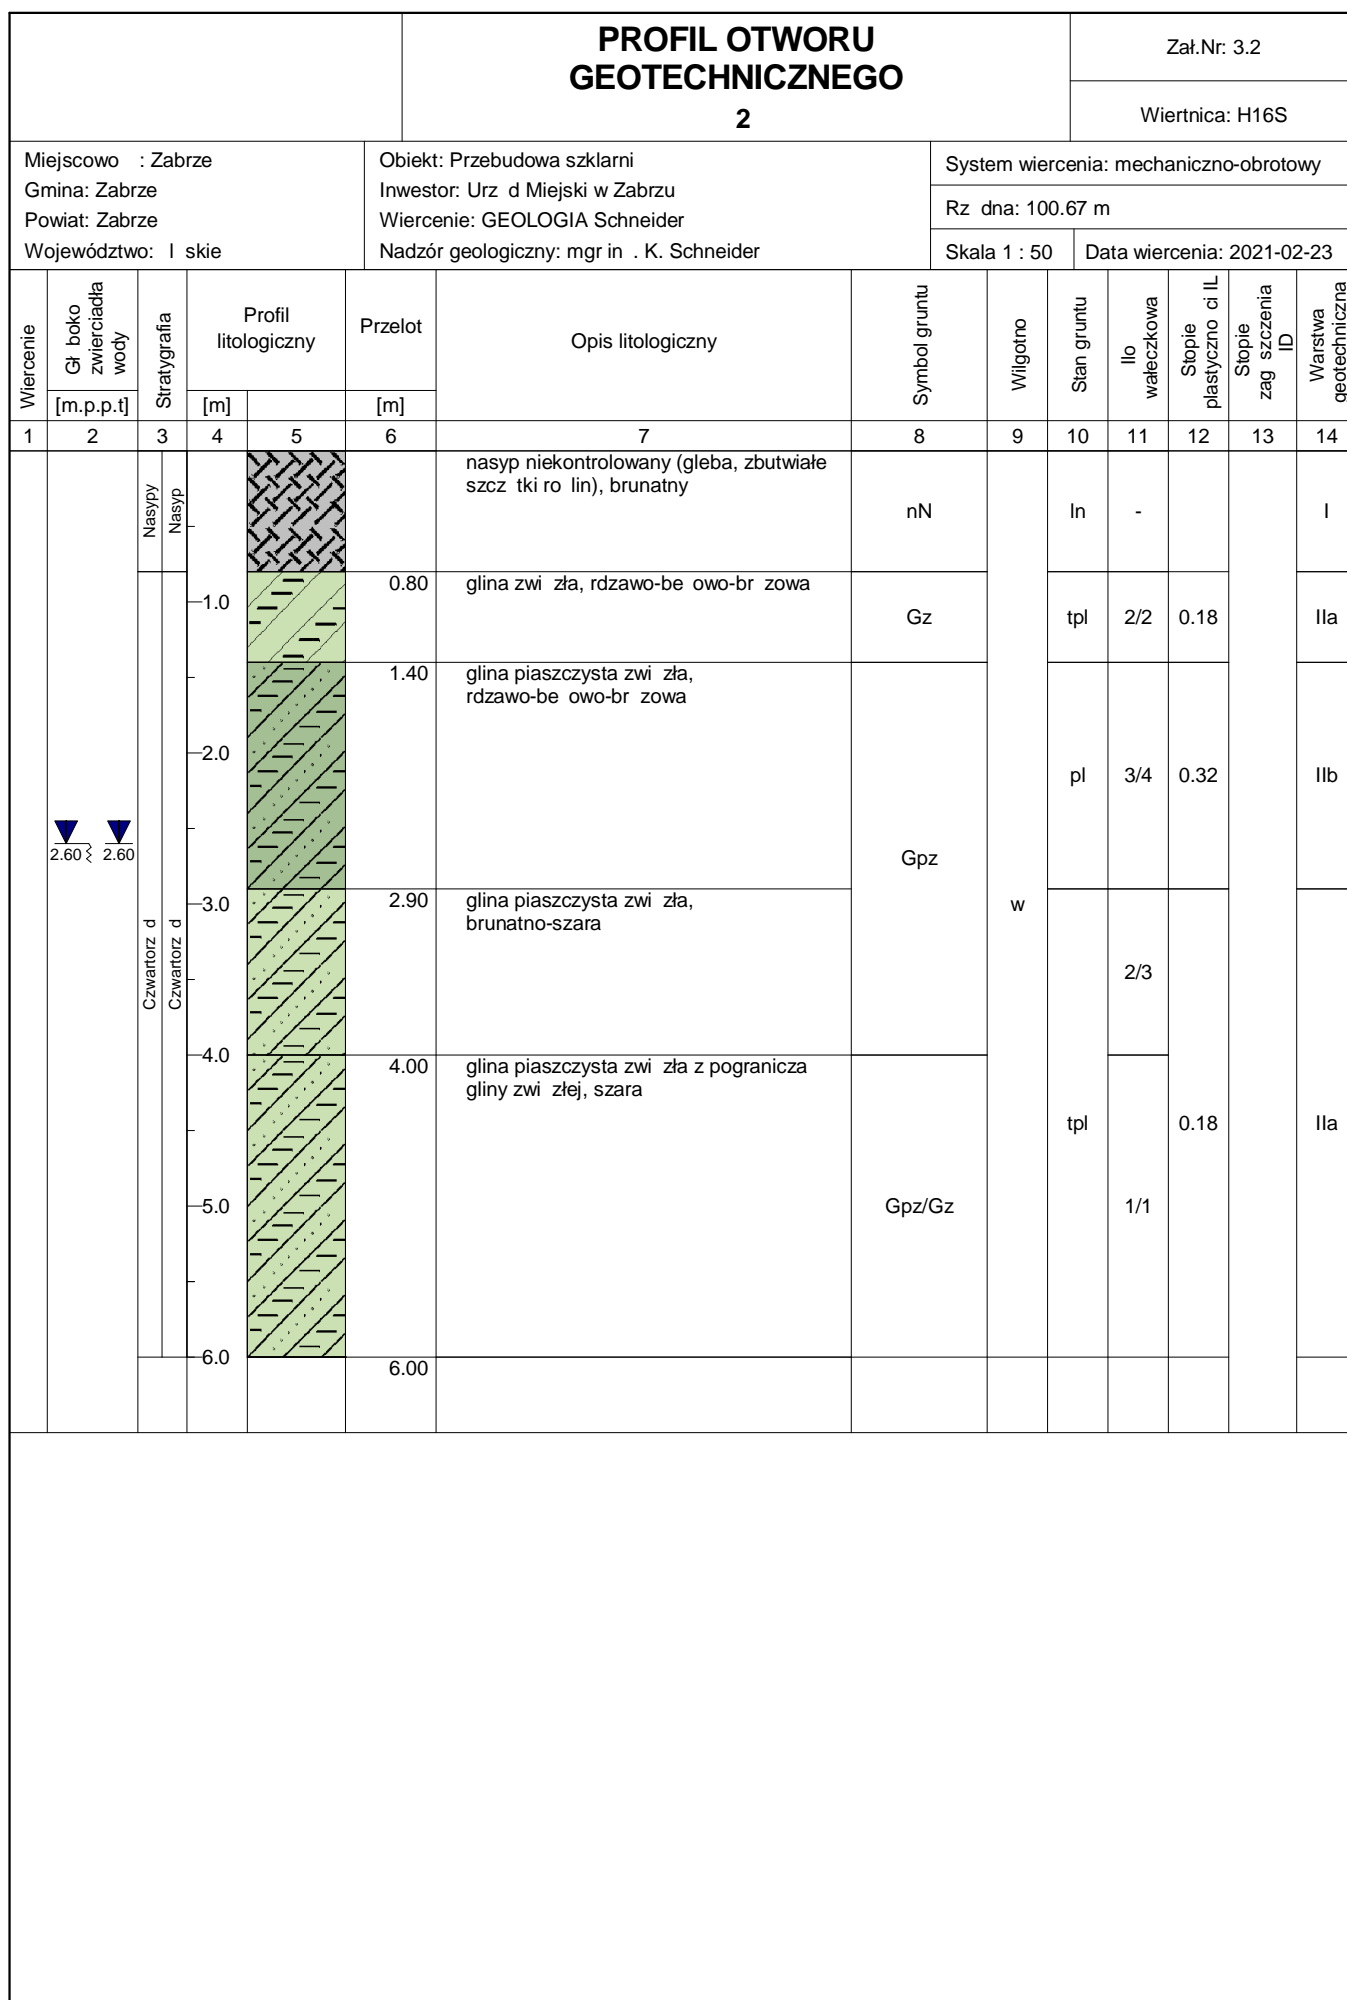 PROFIL OTWORU
GEOTECHNICZNEGO
2
Zał.Nr: 3.2
Wiertnica: H16S
Miejscowo : Zabrze
Gmina: Zabrze
Powiat: Zabrze
Województwo: l skie
Obiekt: Przebudowa szklarni
Inwestor: Urz d Miejski w Zabrzu
Wiercenie: GEOLOGIA Schneider
Nadzór geologiczny: mgr in . K. Schneider
System wiercenia: mechaniczno-obrotowy
Rz dna: 100.67 m
Skala 1 : 50
Data wiercenia: 2021-02-23
Wiercenie
Gł boko
zwierciadła
wody
[m.p.p.t]
Stratygrafia
Profil
litologiczny
[m]
Przelot
[m]
Opis litologiczny
Symbol gruntu
Wilgotno
Stan gruntu
Ilo
wałeczkowa
Stopie
plastyczno ci IL
Stopie
zag szczenia
ID
Warstwa
geotechniczna
1 2 3 4 5 6 7 8 9 10 11 12 13 14
Nasypy
Nasyp
nasyp niekontrolowany (gleba, zbutwiałe
szcz tki ro lin), brunatny
nN ln - I
1.0
0.80
glina zwi zła, rdzawo-be owo-br zowa
Gz tpl 2/2 0.18 IIa
1.40
glina piaszczysta zwi zła,
rdzawo-be owo-br zowa
2.0
pl 3/4 0.32 IIb
2.60 2.60
Gpz
3.0
2.90
glina piaszczysta zwi zła,
brunatno-szara
w
Czwartorz d
Czwartorz d
2/3
4.0
4.00
glina piaszczysta zwi zła z pogranicza
gliny zwi złej, szara
tpl 0.18 IIa
5.0
Gpz/Gz 1/1
6.0
6.00